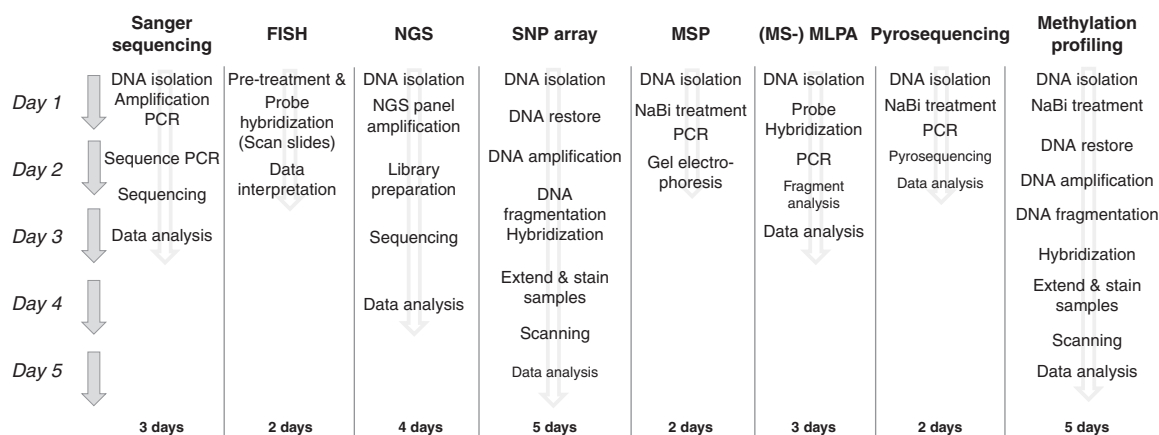 Sanger
sequencing
FISH
NGS
SNP array
MSP
(MS-) MLPA
Pyrosequencing
Methylation
profiling
Day 1
Day 2
Day 3
Day 4
Day 5
DNA isolation
Amplification
PCR
Sequence PCR
Sequencing
Data analysis
3 days
Pre-treatment &
Probe
hybridization
(Scan slides)
Data
interpretation
2 days
DNA isolation
NGS panel
amplification
Library
preparation
Sequencing
Data analysis
4 days
DNA isolation
DNA restore
DNA amplification
DNA
fragmentation
Hybridization
Extend & stain
samples
Scanning
Data analysis
5 days
DNA isolation
NaBi treatment
PCR
Gel electro-
phoresis
2 days
DNA isolation
Probe
Hybridization
PCR
Fragment
analysis
Data analysis
3 days
DNA isolation
NaBi treatment
PCR
Pyrosequencing
Data analysis
2 days
DNA isolation
NaBi treatment
DNA restore
DNA amplification
DNA fragmentation
Hybridization
Extend & stain
samples
Scanning
Data analysis
5 days